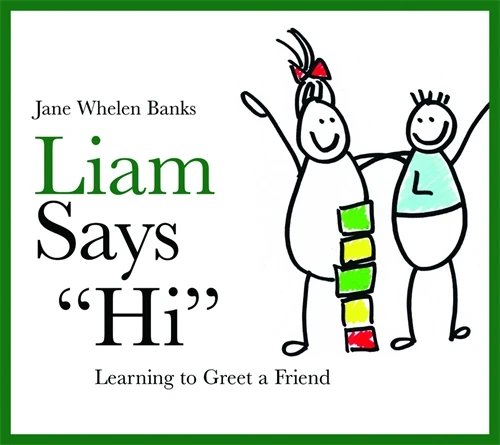 Jane Whelen Banks
Liam
Says
“Hi”
Learning to Greet a Friend
L